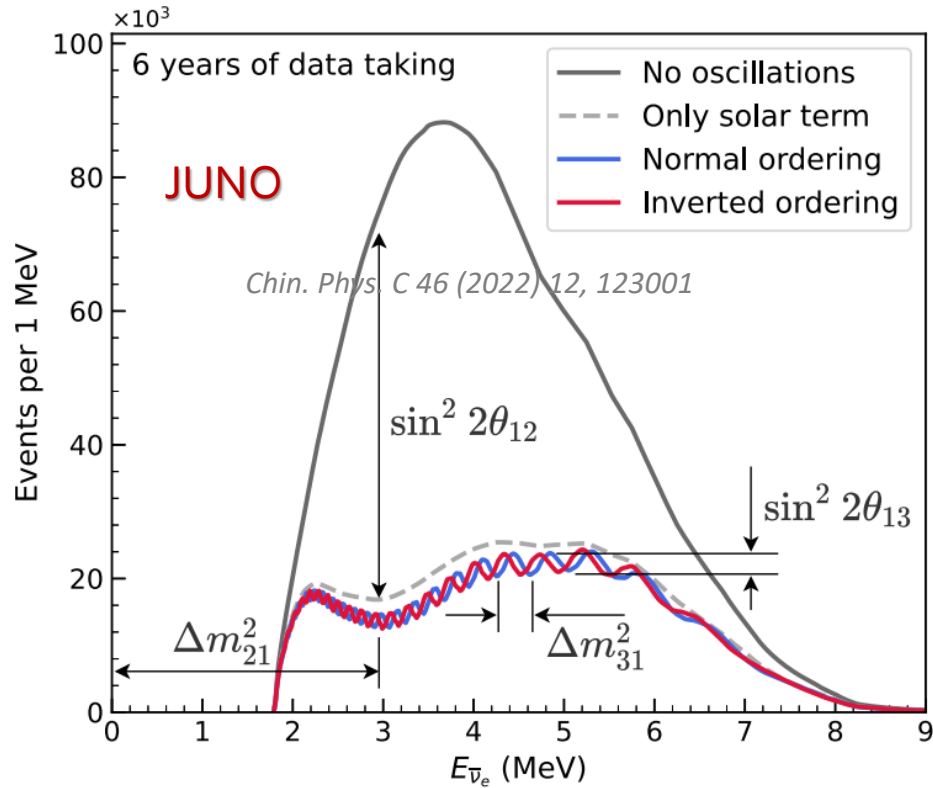 ×10³
100
80
60
40
20
0
Events per 1 MeV
6 years of data taking
JUNO
No oscillations
Only solar term
Normal ordering
Inverted ordering
Chin. Phys. C 46 (2022) 12, 123001
sin² 2θ₁₂
sin² 2θ₁₃
Δm²₂₁
Δm²₃₁
0 1 2 3 4 5 6 7 8 9
E_ν̅ₑ (MeV)